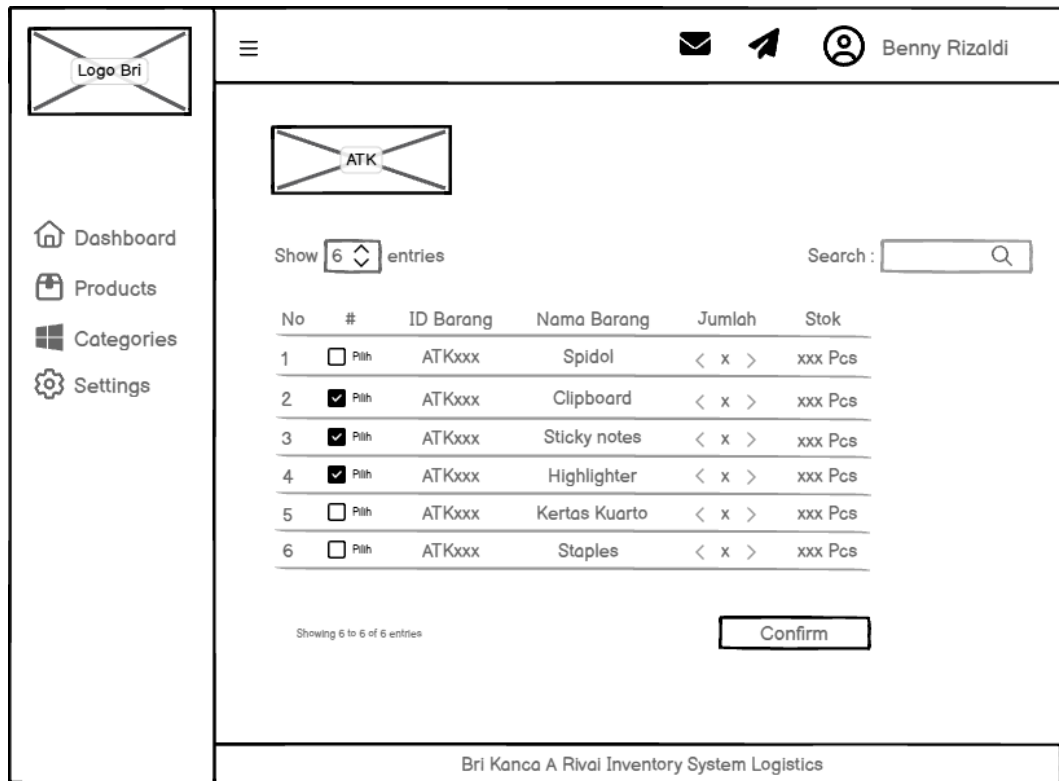 Logo Bri
Benny Rizaldi
Dashboard
Products
Categories
Settings
ATK
Show 6 entries
Search :
No # ID Barang Nama Barang Jumlah Stok
1 Pilih ATKxxx Spidol < x > xxx Pcs
2 Pilih ATKxxx Clipboard < x > xxx Pcs
3 Pilih ATKxxx Sticky notes < x > xxx Pcs
4 Pilih ATKxxx Highlighter < x > xxx Pcs
5 Pilih ATKxxx Kertas Kuarto < x > xxx Pcs
6 Pilih ATKxxx Staples < x > xxx Pcs
Showing 6 to 6 of 6 entries
Confirm
Bri Kanca A Rivai Inventory System Logistics